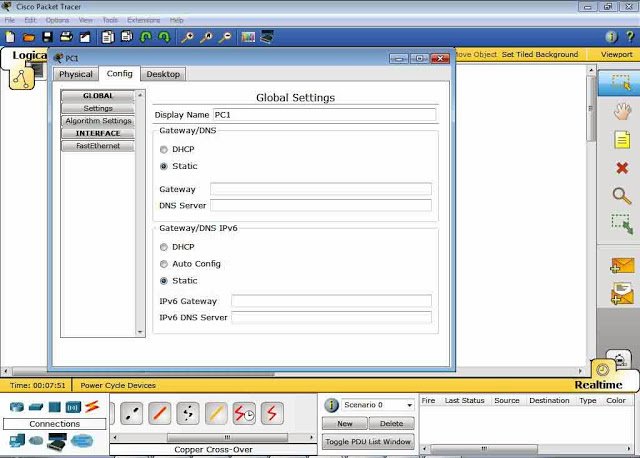 Cisco Packet Tracer
File Edit Options View Tools Extensions Help
Logica
Move Object Set Tiled Background Viewport
PC1
Physical Config Desktop
GLOBAL
Settings
Algorithm Settings
INTERFACE
FastEthernet
Global Settings
Display Name PC1
Gateway/DNS
DHCP
Static
Gateway
DNS Server
Gateway/DNS IPv6
DHCP
Auto Config
Static
IPv6 Gateway
IPv6 DNS Server
Time: 00:07:51 Power Cycle Devices
Realtime
Connections
Copper Cross-Over
Scenario 0
New Delete
Toggle PDU List Window
Fire Last Status Source Destination Type Color